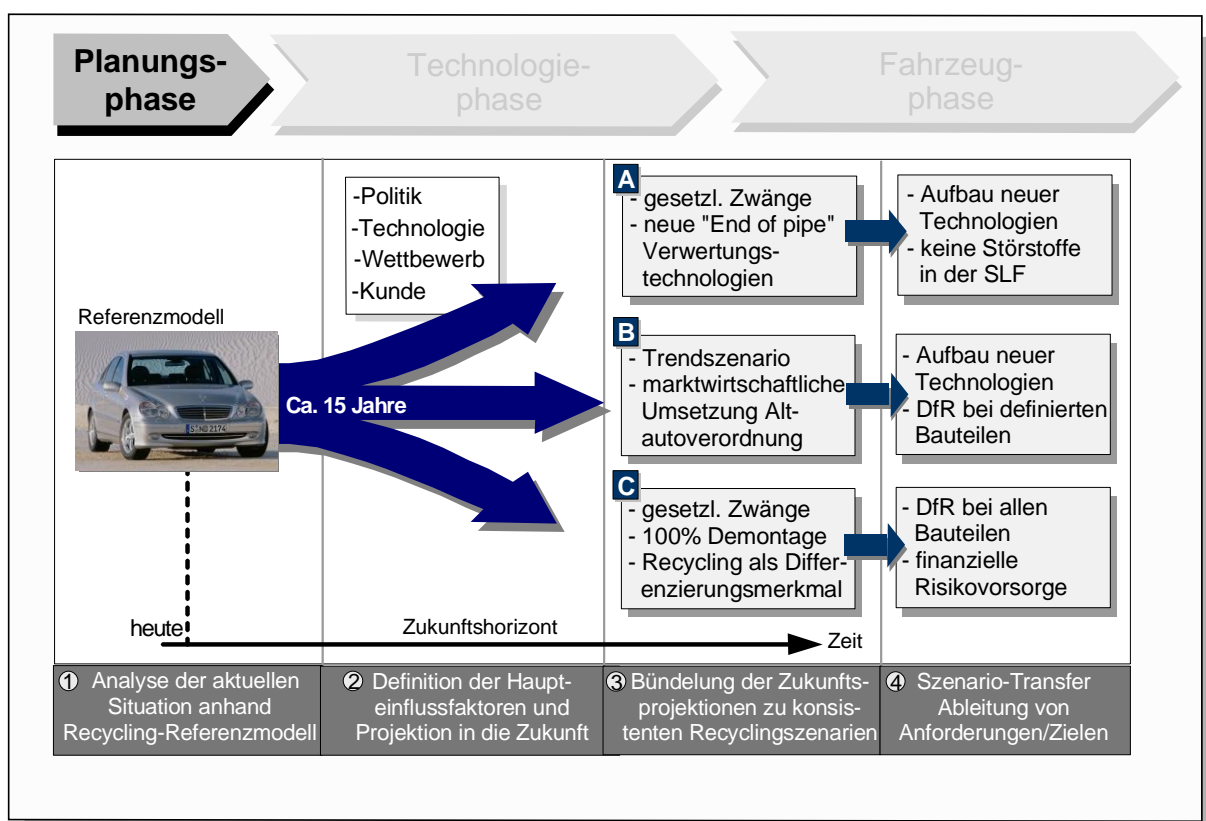 Planungs-
phase
Technologie-
phase
Fahrzeug-
phase
Referenzmodell
S:ND 2174
Ca. 15 Jahre
-Politik
-Technologie
-Wettbewerb
-Kunde
A
- gesetzl. Zwänge
- neue "End of pipe"
Verwertungs-
technologien
- Aufbau neuer
Technologien
- keine Störstoffe
in der SLF
B
- Trendszenario
- marktwirtschaftliche
Umsetzung Alt-
autoverordnung
- Aufbau neuer
Technologien
- DfR bei definierten
Bauteilen
C
- gesetzl. Zwänge
- 100% Demontage
- Recycling als Differ-
enzierungsmerkmal
- DfR bei allen
Bauteilen
- finanzielle
Risikovorsorge
heute
Zukunftshorizont
Zeit
① Analyse der aktuellen
Situation anhand
Recycling-Referenzmodell
② Definition der Haupt-
einflussfaktoren und
Projektion in die Zukunft
③ Bündelung der Zukunfts-
projektionen zu konsis-
tenten Recyclingszenarien
④ Szenario-Transfer
Ableitung von
Anforderungen/Zielen